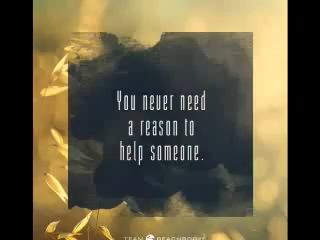 You never need
a reason to
help someone.
TEAM BEACHBODY